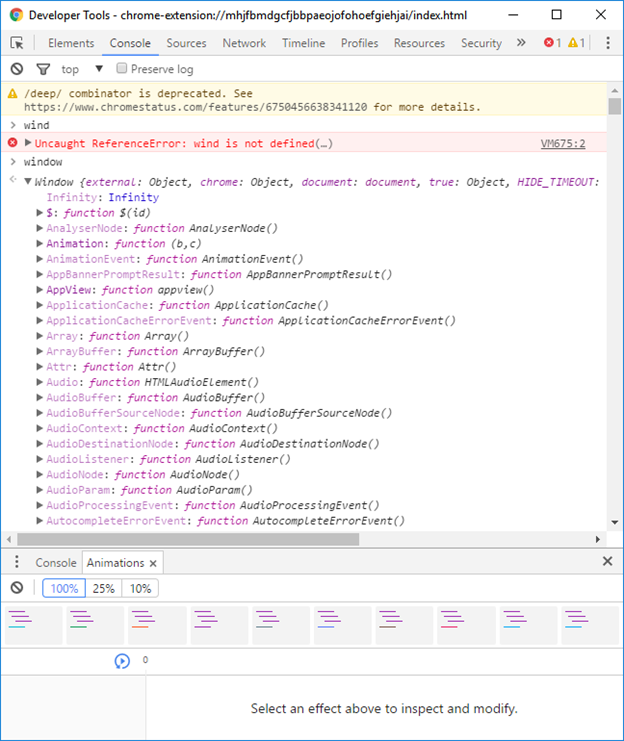 Developer Tools - chrome-extension://mhjfbmdgcfjbbpaeojofohoefgiehjai/index.html
Elements Console Sources Network Timeline Profiles Resources Security » 1 1
top ▼ Preserve log
/deep/ combinator is deprecated. See
https://www.chromestatus.com/features/6750456638341120 for more details.
> wind
Uncaught ReferenceError: wind is not defined(…) VM675:2
> window
Window {external: Object, chrome: Object, document: document, true: Object, HIDE_TIMEOUT:
Infinity: Infinity
$: function $(id)
AnalyserNode: function AnalyserNode()
Animation: function (b,c)
AnimationEvent: function AnimationEvent()
AppBannerPromptResult: function AppBannerPromptResult()
AppView: function appview()
ApplicationCache: function ApplicationCache()
ApplicationCacheErrorEvent: function ApplicationCacheErrorEvent()
Array: function Array()
ArrayBuffer: function ArrayBuffer()
Attr: function Attr()
Audio: function HTMLAudioElement()
AudioBuffer: function AudioBuffer()
AudioBufferSourceNode: function AudioBufferSourceNode()
AudioContext: function AudioContext()
AudioDestinationNode: function AudioDestinationNode()
AudioListener: function AudioListener()
AudioNode: function AudioNode()
AudioParam: function AudioParam()
AudioProcessingEvent: function AudioProcessingEvent()
AutocompleteErrorEvent: function AutocompleteErrorEvent()
Console Animations ×
100% 25% 10%
0
Select an effect above to inspect and modify.